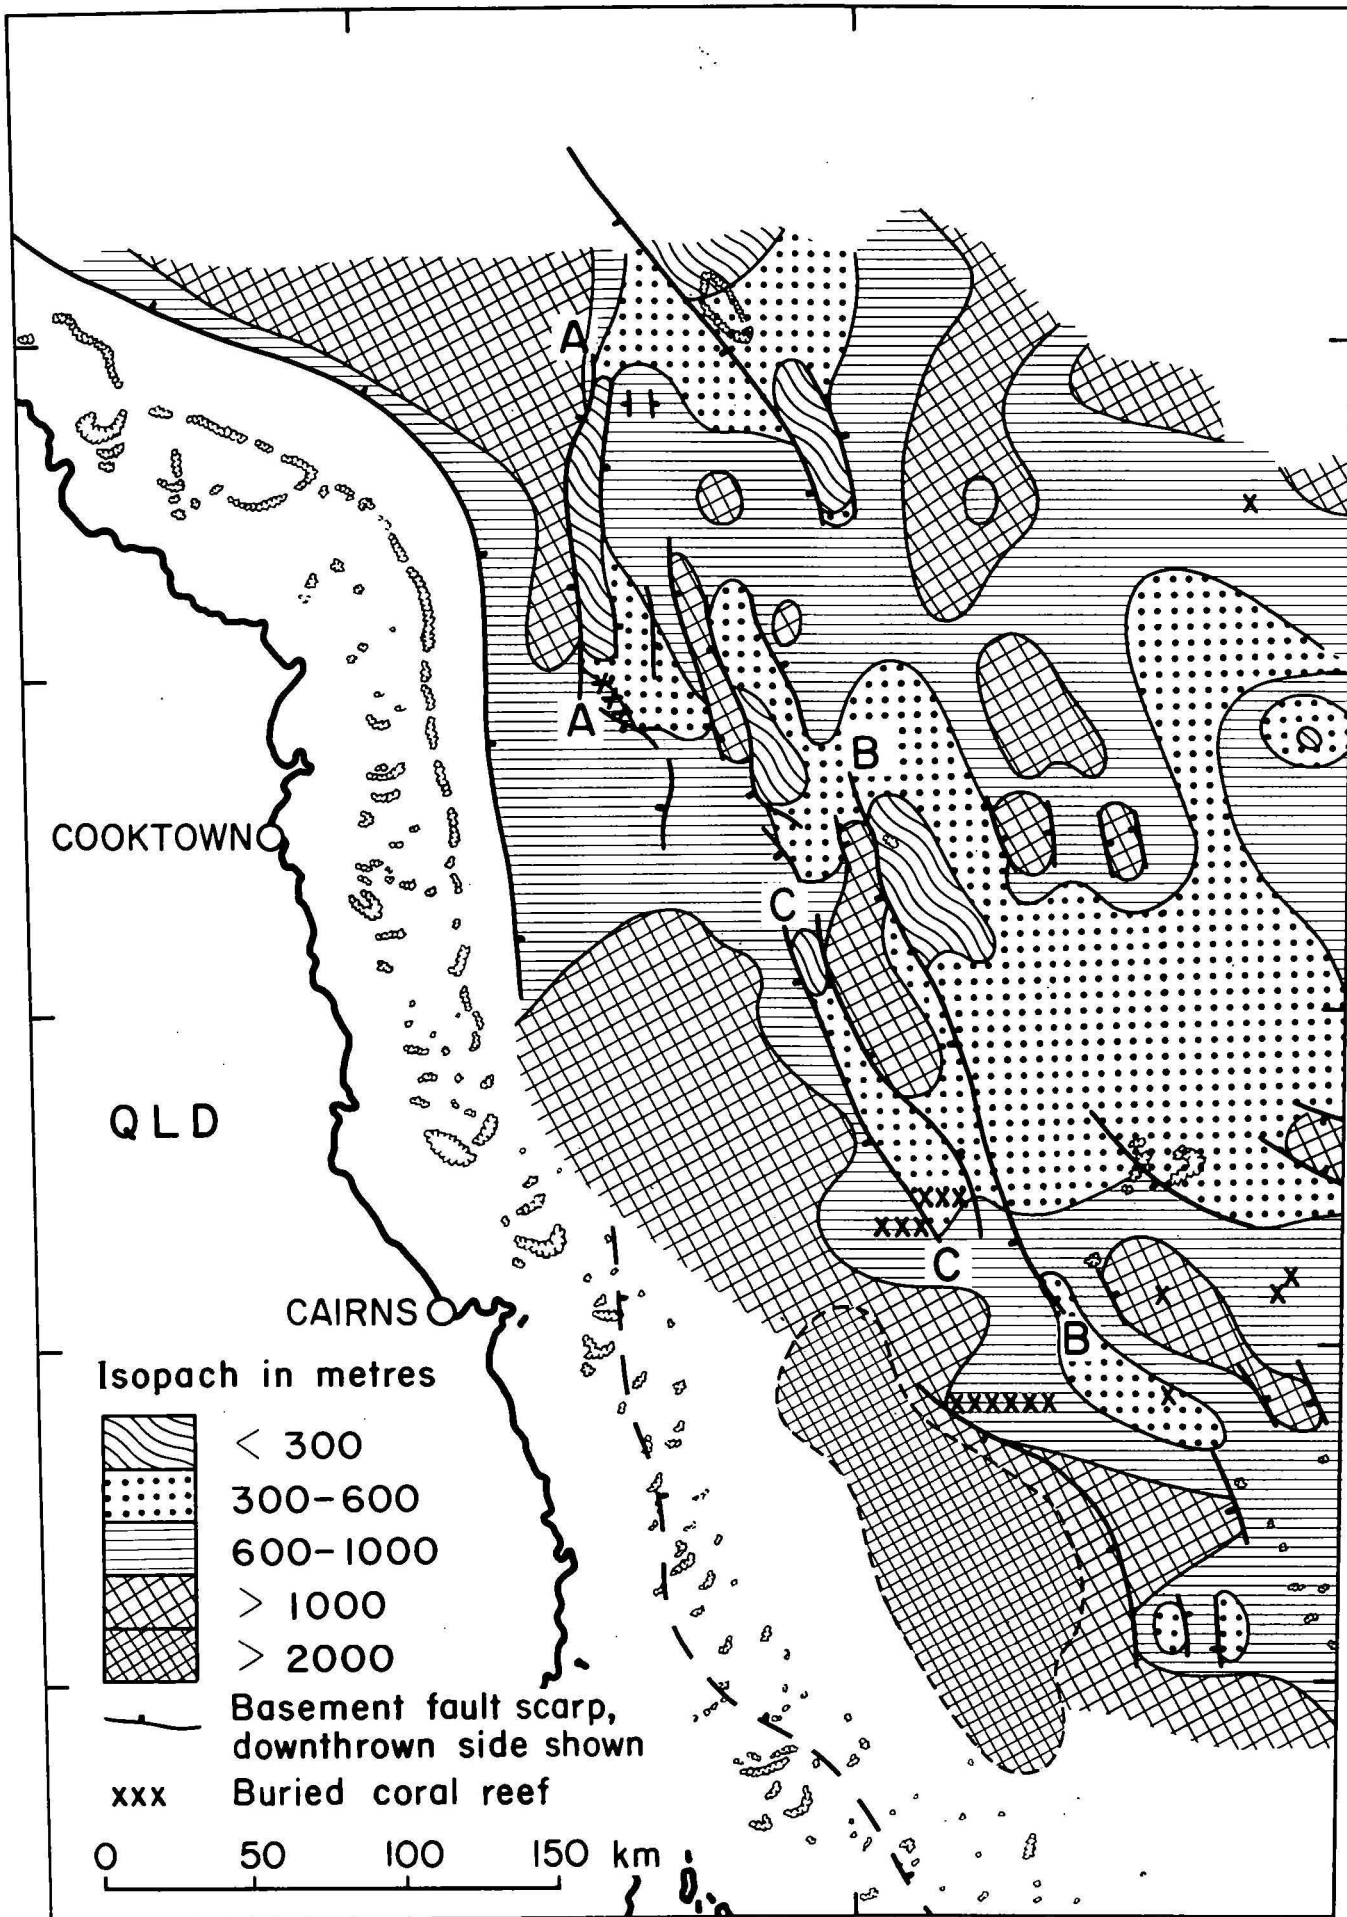 A
A
B
C
COOKTOWN
QLD
XXX
XXX
C
X
X
X
X
CAIRNS
B
XXXXXX
X
Isopach in metres
< 300
300-600
600-1000
> 1000
> 2000
Basement fault scarp,
downthrown side shown
xxx Buried coral reef
0 50 100 150 km